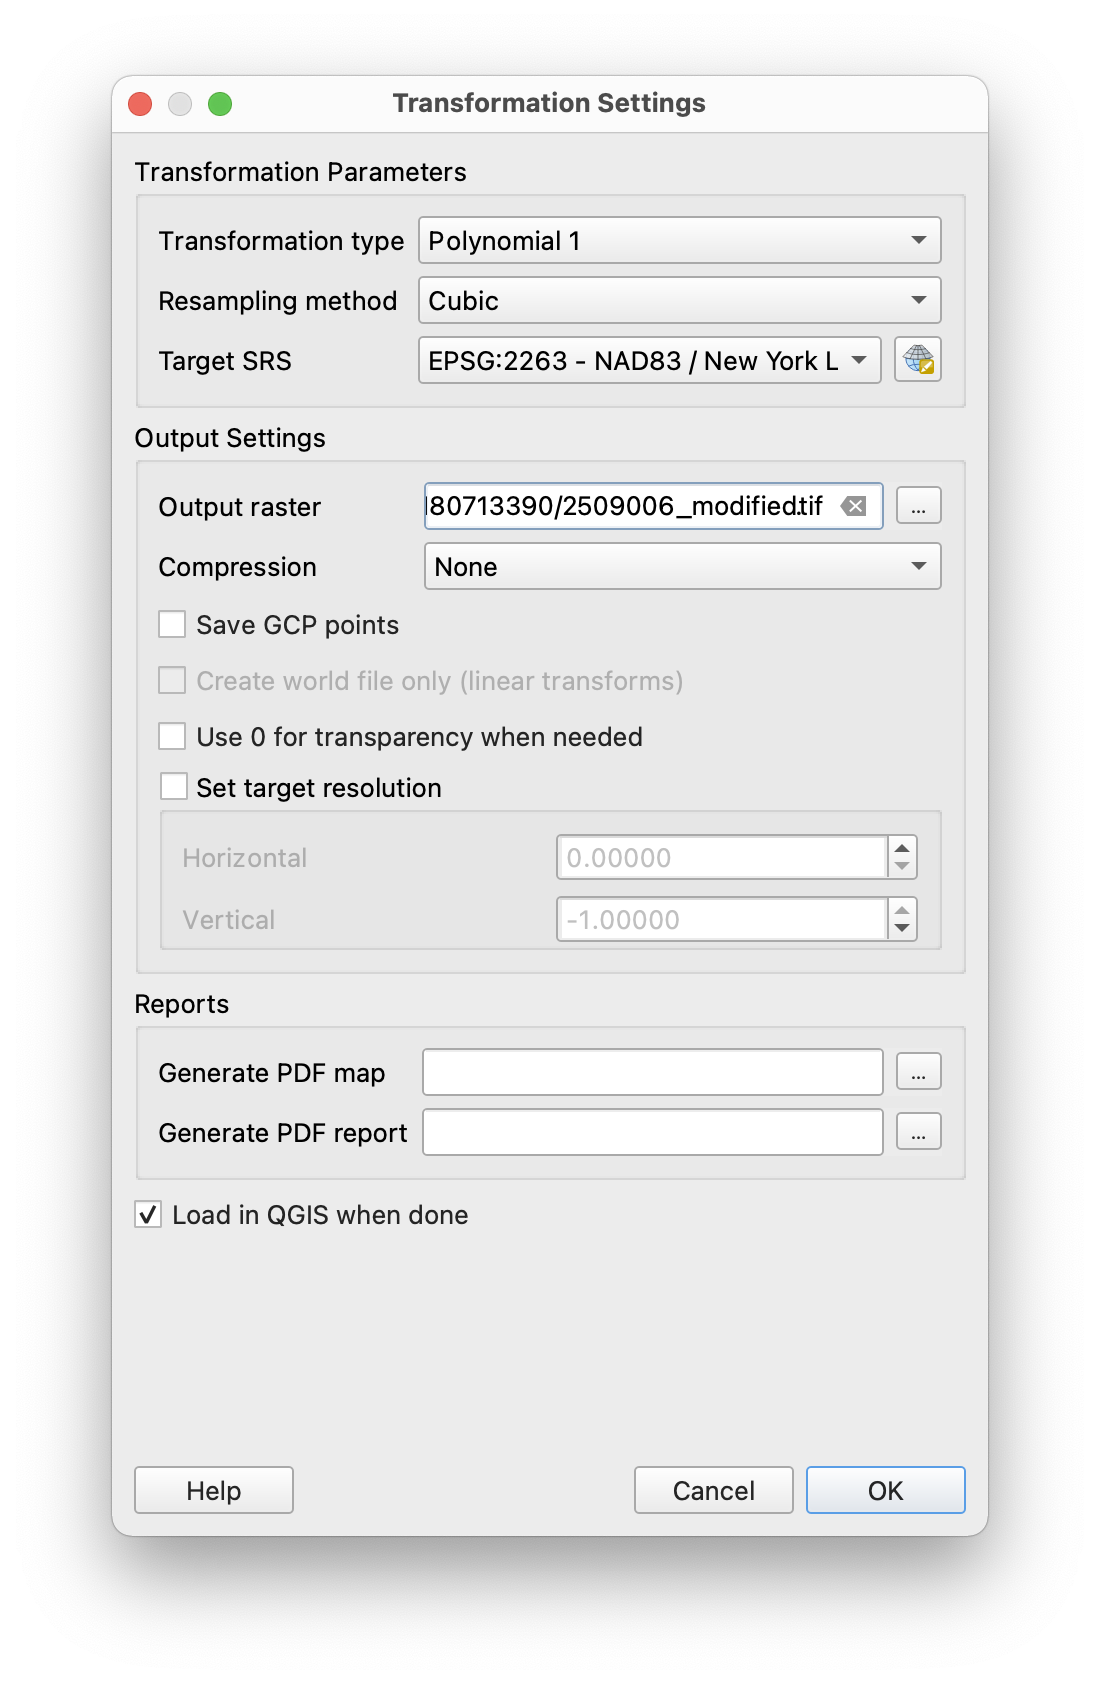 Transformation Settings
Transformation Parameters
Transformation type Polynomial 1
Resampling method Cubic
Target SRS EPSG:2263 - NAD83 / New York L
Output Settings
Output raster 80713390/2509006_modified.tif ...
Compression None
Save GCP points
Create world file only (linear transforms)
Use 0 for transparency when needed
Set target resolution
Horizontal 0.00000
Vertical -1.00000
Reports
Generate PDF map ...
Generate PDF report ...
Load in QGIS when done
Help Cancel OK